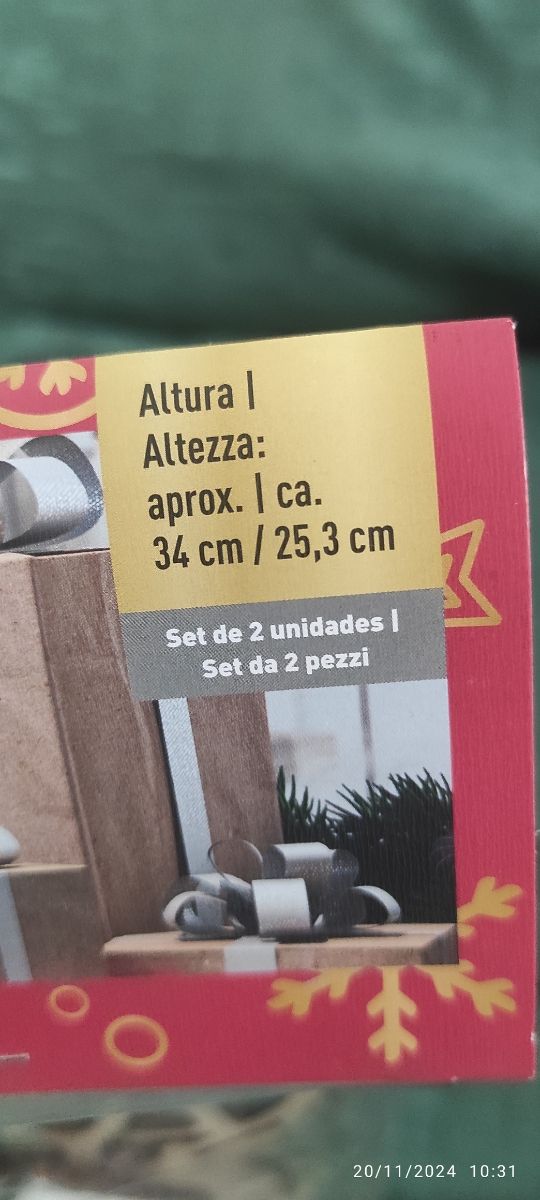 Altura |
Altezza:
aprox. | ca.
34 cm / 25,3 cm
Set de 2 unidades |
Set da 2 pezzi
20/11/2024 10:31